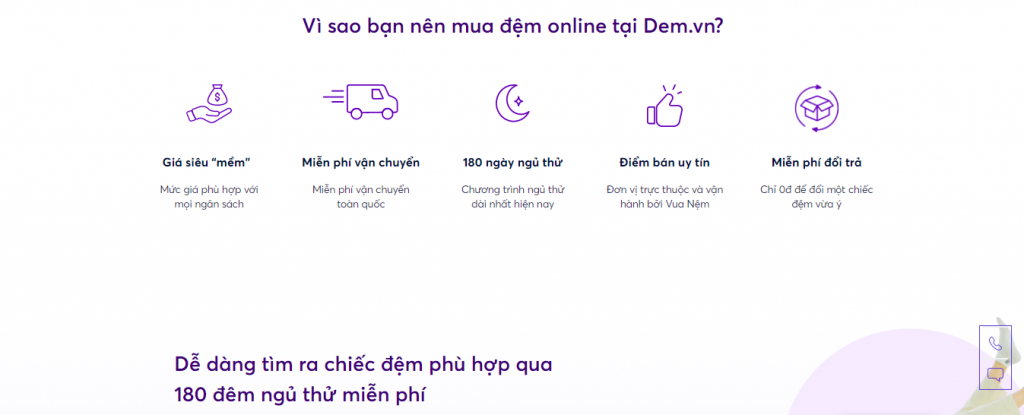 Vì sao bạn nên mua đệm online tại Dem.vn?
Giá siêu "mềm"
Mức giá phù hợp với
mọi ngân sách
Miễn phí vận chuyển
Miễn phí vận chuyển
toàn quốc
180 ngày ngủ thử
Chương trình ngủ thử
dài nhất hiện nay
Điểm bán uy tín
Đơn vị trực thuộc và vận
hành bởi Vua Nệm
Miễn phí đổi trả
Chỉ 0đ để đổi một chiếc
đệm vừa ý
Dễ dàng tìm ra chiếc đệm phù hợp qua
180 đêm ngủ thử miễn phí